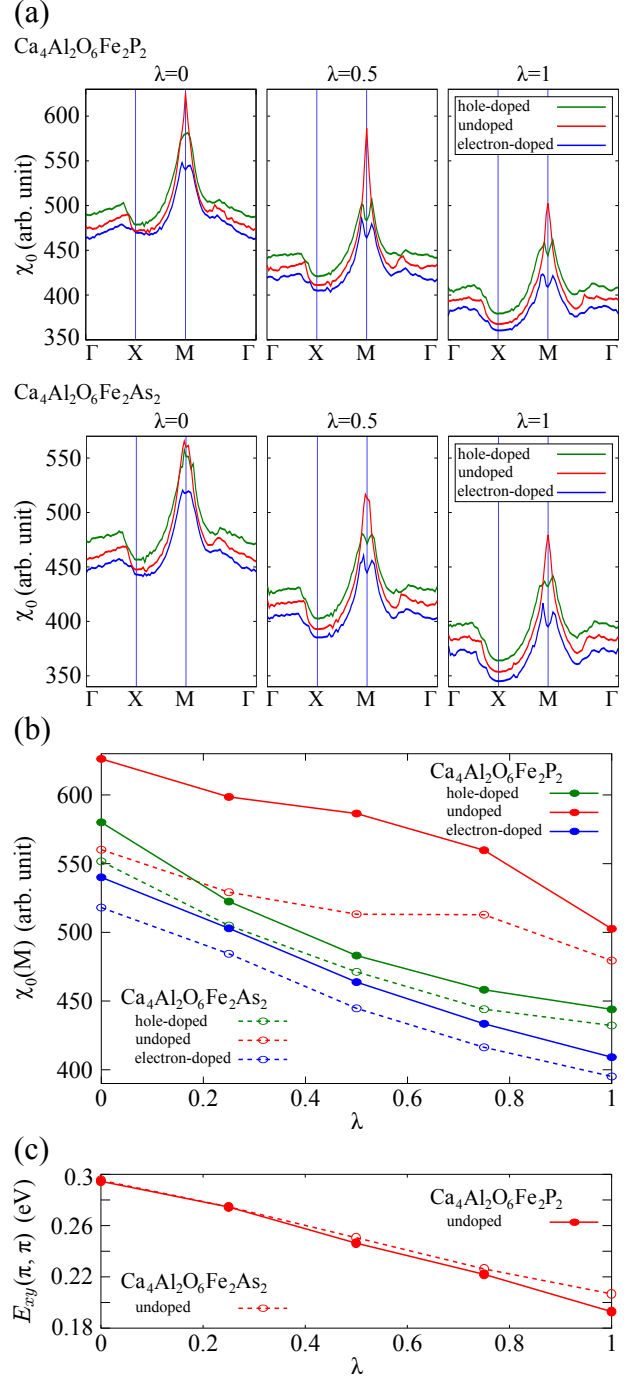 (a)
Ca₄Al₂O₆Fe₂P₂
λ=0 λ=0.5 λ=1
χ₀ (arb. unit)
600
550
500
450
400
350
hole-doped
undoped
electron-doped
Γ X M Γ Γ X M Γ Γ X M Γ
Ca₄Al₂O₆Fe₂As₂
λ=0 λ=0.5 λ=1
χ₀ (arb. unit)
550
500
450
400
350
hole-doped
undoped
electron-doped
Γ X M Γ Γ X M Γ Γ X M Γ
(b)
χ₀(M) (arb. unit)
600
550
500
450
400
Ca₄Al₂O₆Fe₂P₂
hole-doped
undoped
electron-doped
Ca₄Al₂O₆Fe₂As₂
hole-doped
undoped
electron-doped
0 0.2 0.4 0.6 0.8 1
λ
(c)
E_xy(π, π) (eV)
0.3
0.26
0.22
0.18
Ca₄Al₂O₆Fe₂P₂
undoped
Ca₄Al₂O₆Fe₂As₂
undoped
0 0.2 0.4 0.6 0.8 1
λ